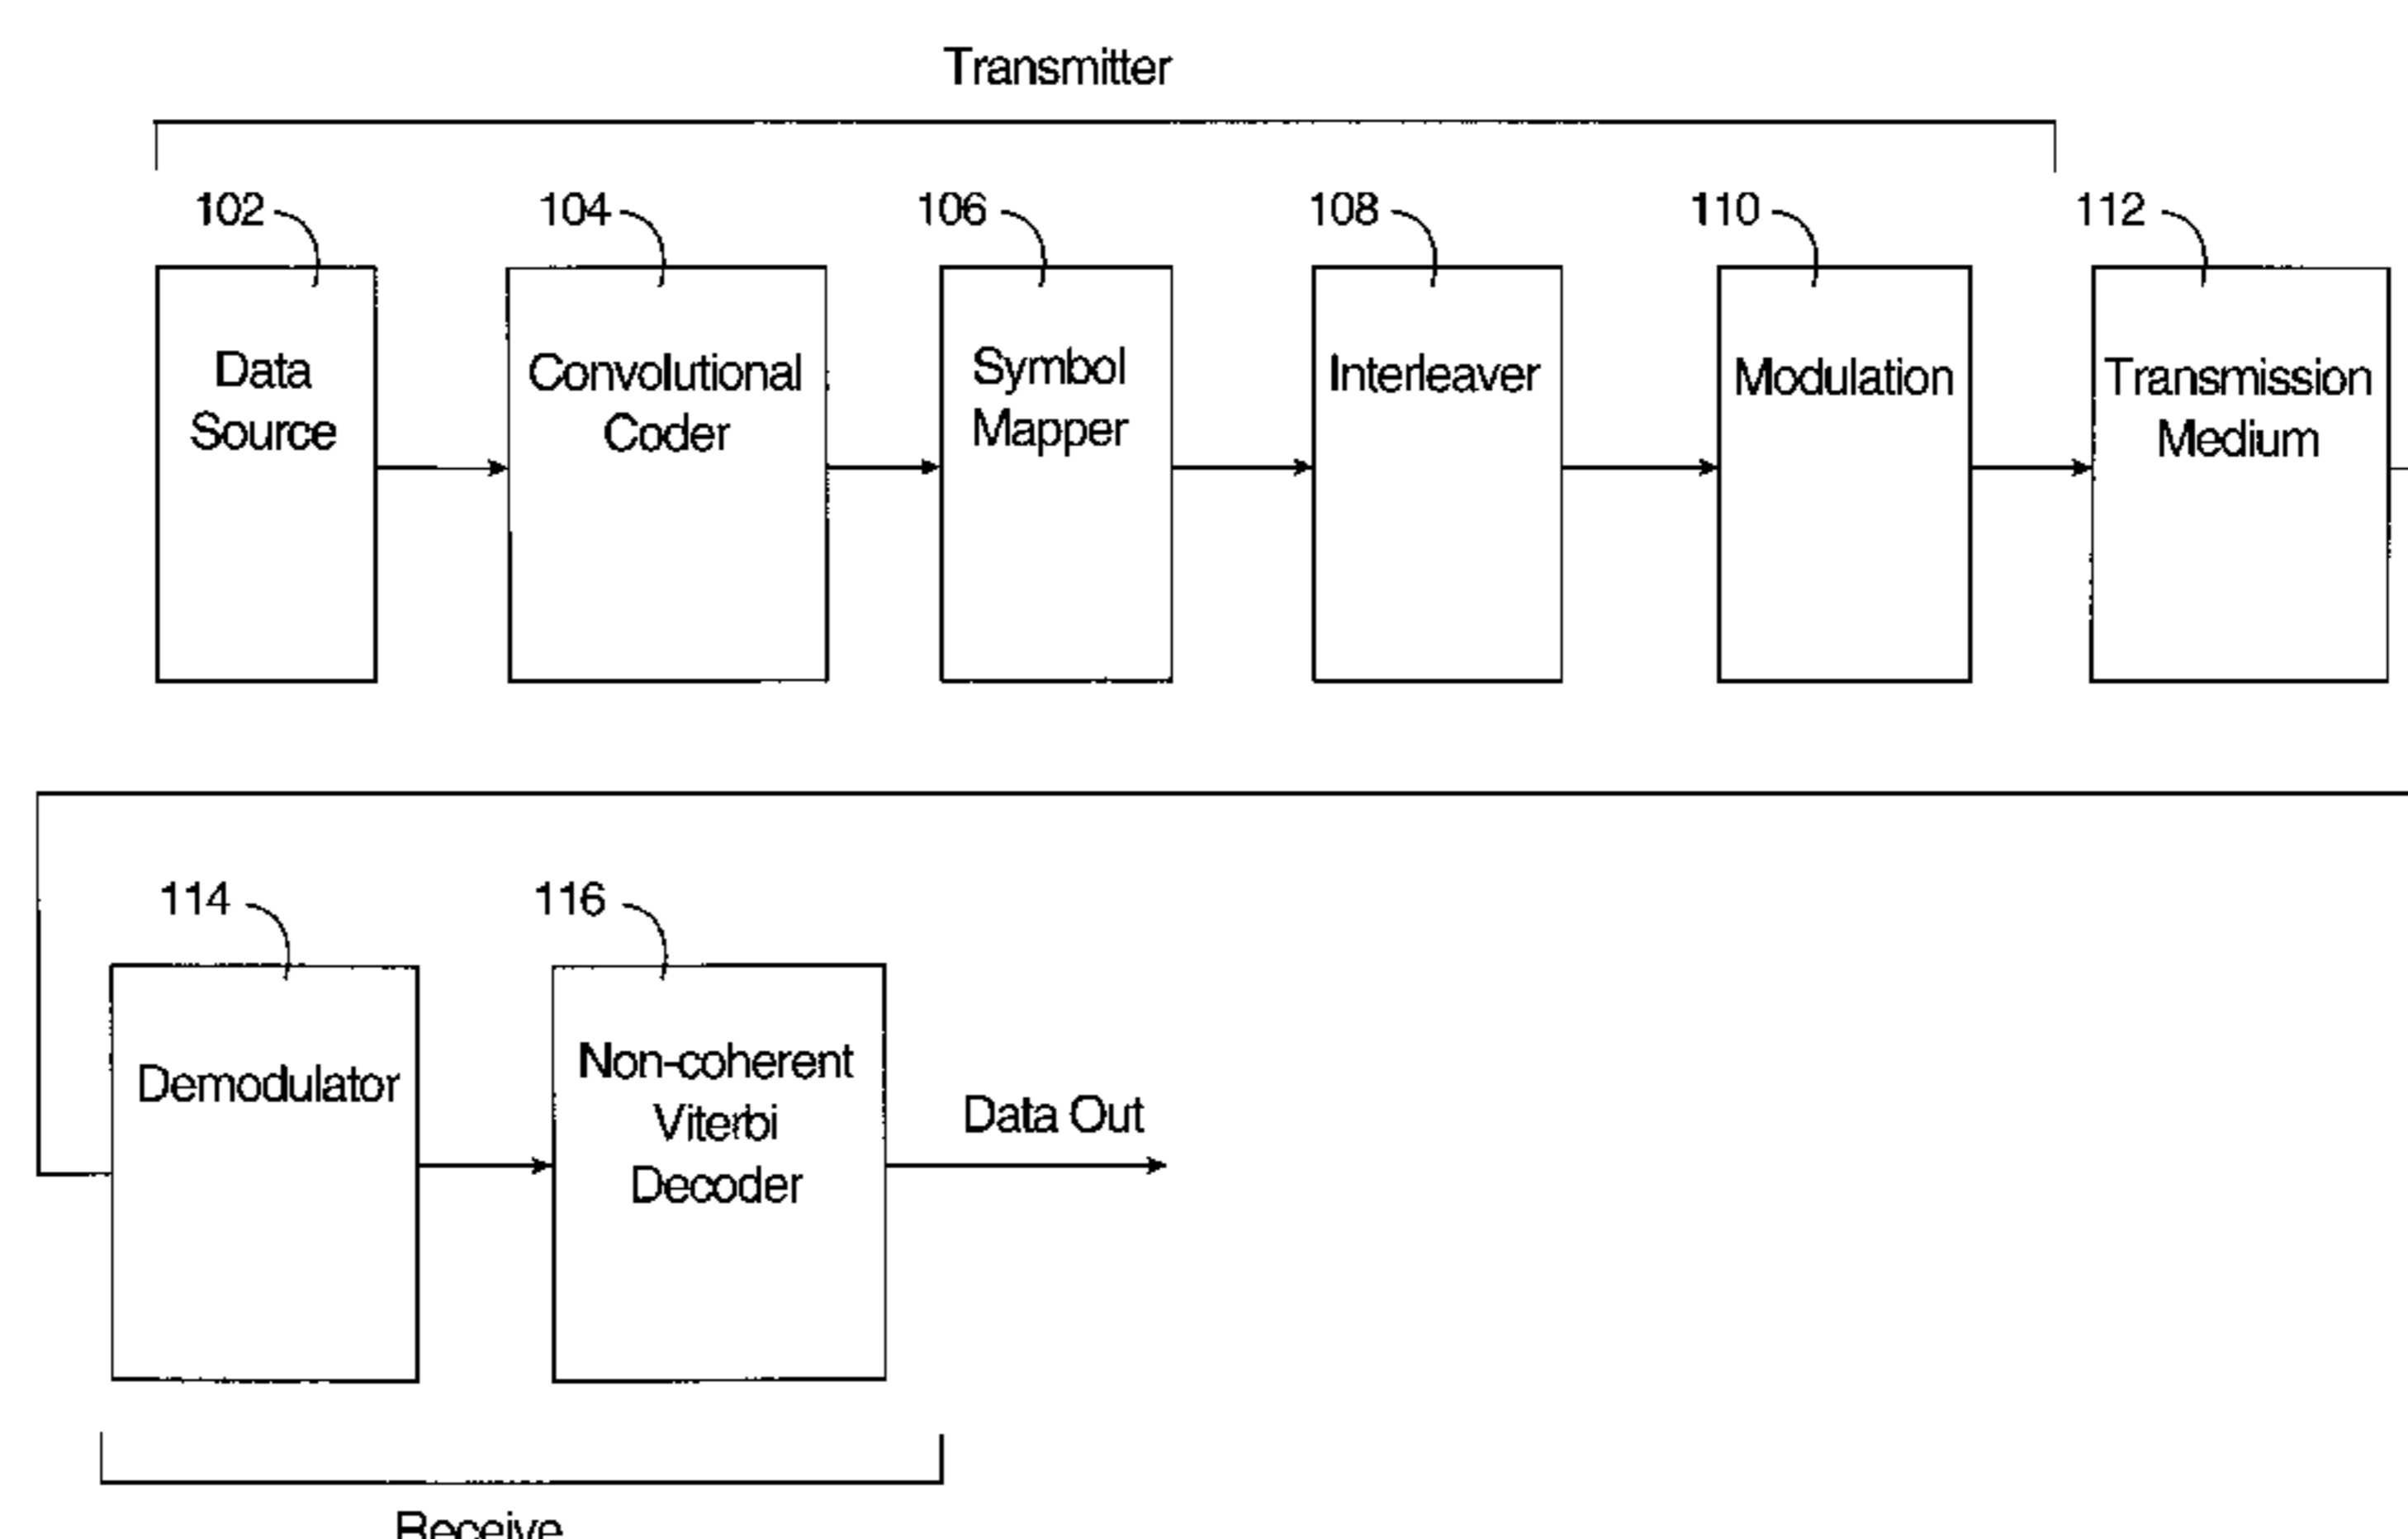 Transmitter
102
104
106
108
110
112
Data
Source
Convolutional
Coder
Symbol
Mapper
Interleaver
Modulation
Transmission
Medium
114
116
Demodulator
Non-coherent
Viterbi
Decoder
Data Out
Receive